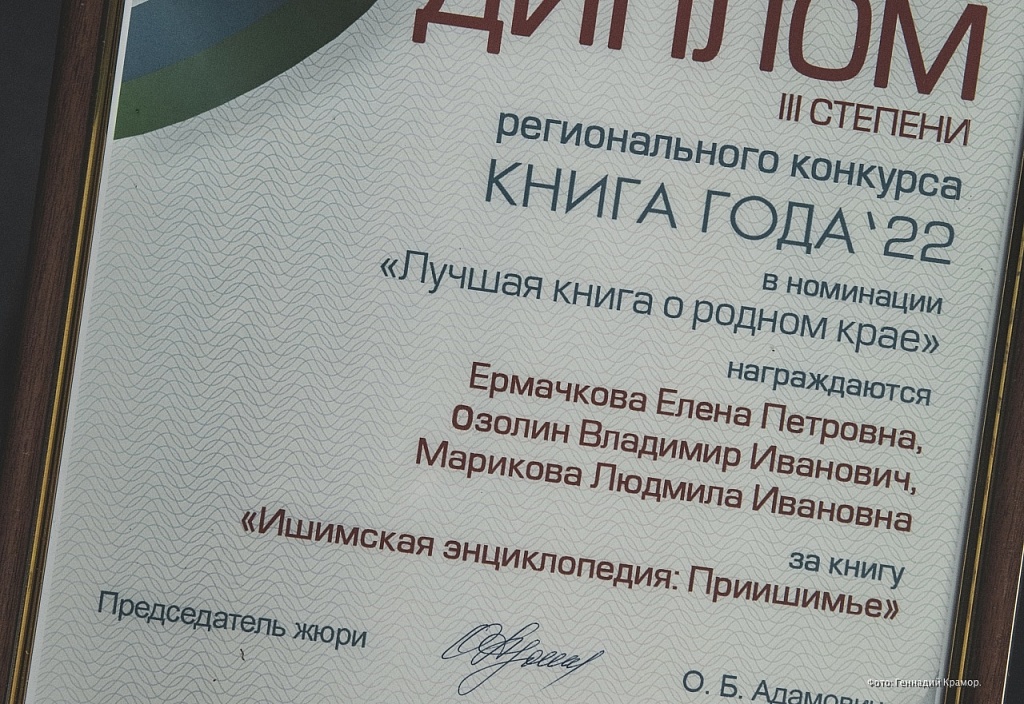 ДИПЛОМ
III СТЕПЕНИ
регионального конкурса
КНИГА ГОДА `22
в номинации
«Лучшая книга о родном крае»
награждаются
Ермачкова Елена Петровна,
Озолин Владимир Иванович,
Марикова Людмила Ивановна
за книгу
«Ишимская энциклопедия: Приишимье»
Председатель жюри
О. Б. Адамович
Фото: Геннадий Крамор.